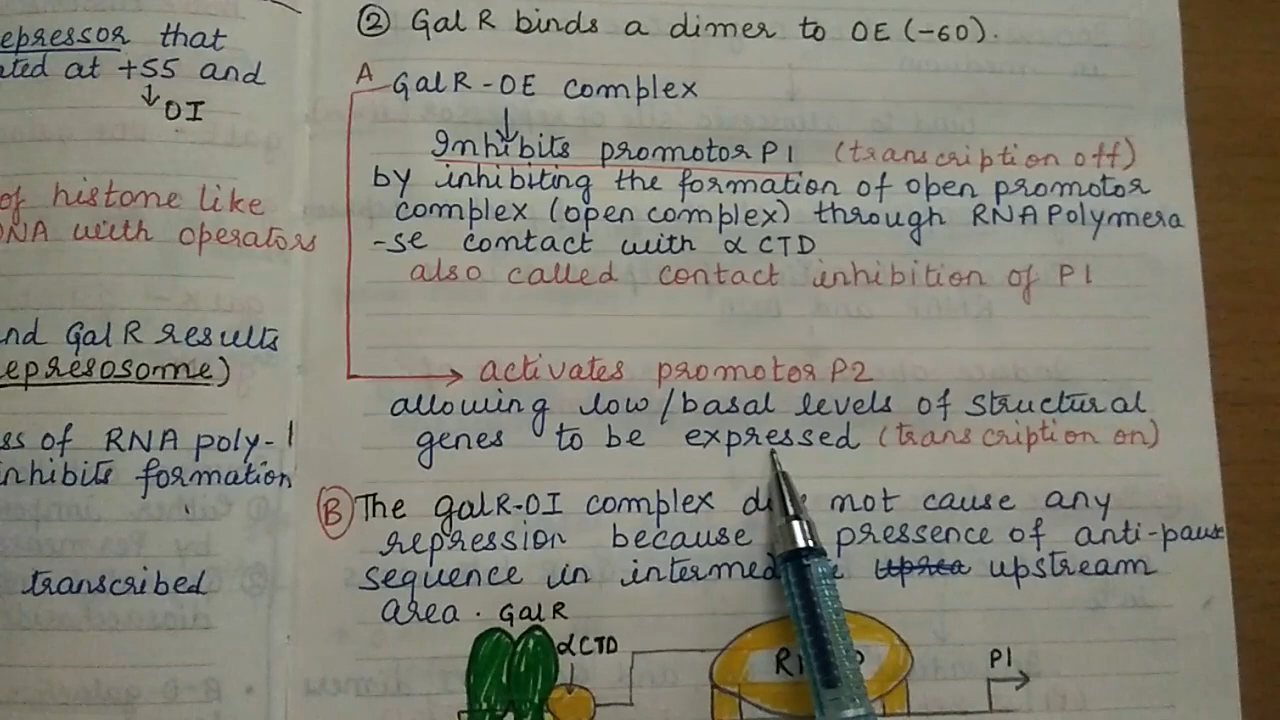 epressor that
ated at +55 and
↓ OI
of histone like
DNA with operators
nd GalR results
epresosome)
ss of RNA poly-
inhibits formation
transcribed
② GalR binds a dimer to OE (-60).
A GalR-OE complex
↓
Inhibits promotor P1 (transcription off)
by inhibiting the formation of open promotor
complex (open complex) through RNA Polymera
-se contact with αCTD
also called contact inhibition of P1
→ activates promotor P2
allowing low/basal levels of structural
genes to be expressed (transcription on)
Ⓑ The galR-OI complex not cause any
repression because pressence of anti-pause
sequence in upstream
area. GalR
αCTD
P1